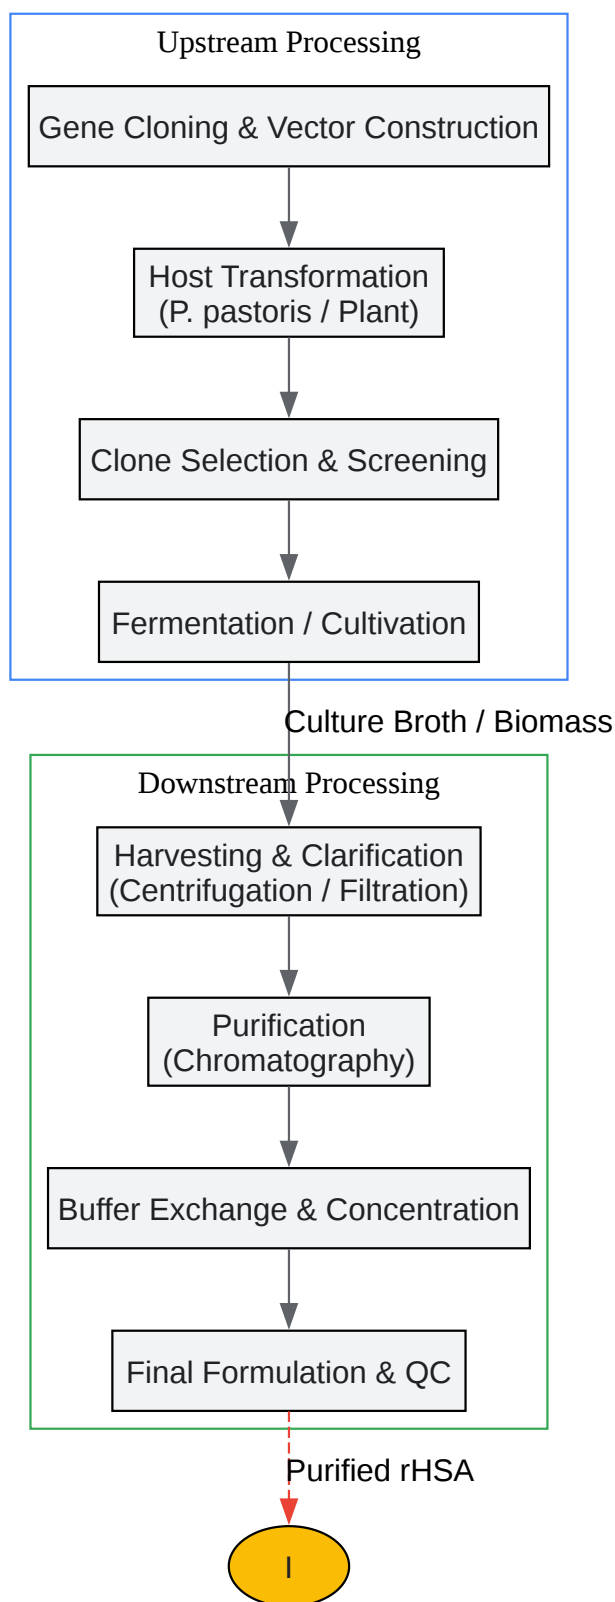 Upstream Processing
Gene Cloning & Vector Construction
Host Transformation
(P. pastoris / Plant)
Clone Selection & Screening
Fermentation / Cultivation
Culture Broth / Biomass
Downstream Processing
Harvesting & Clarification
(Centrifugation / Filtration)
Purification
(Chromatography)
Buffer Exchange & Concentration
Final Formulation & QC
Purified rHSA
I